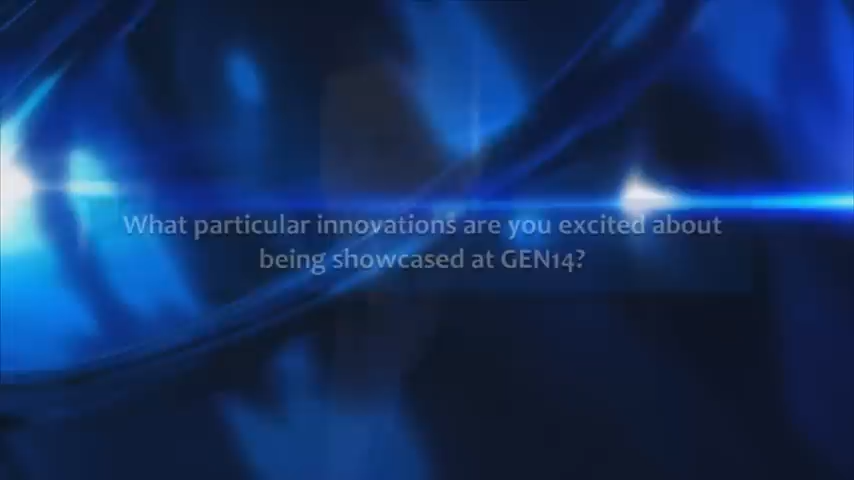 What particular innovations are you excited about
being showcased at GEN14?